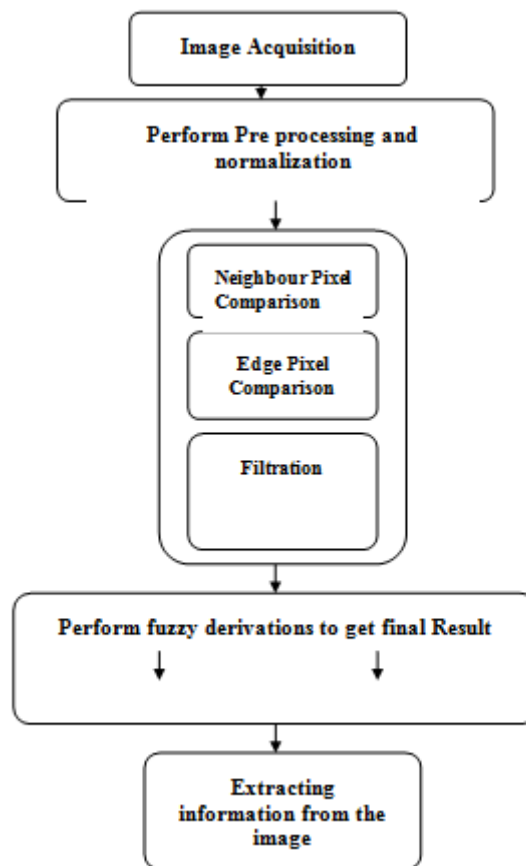 Image Acquisition
Perform Pre processing and
normalization
Neighbour Pixel
Comparison
Edge Pixel
Comparison
Filtration
Perform fuzzy derivations to get final Result
Extracting
information from the
image